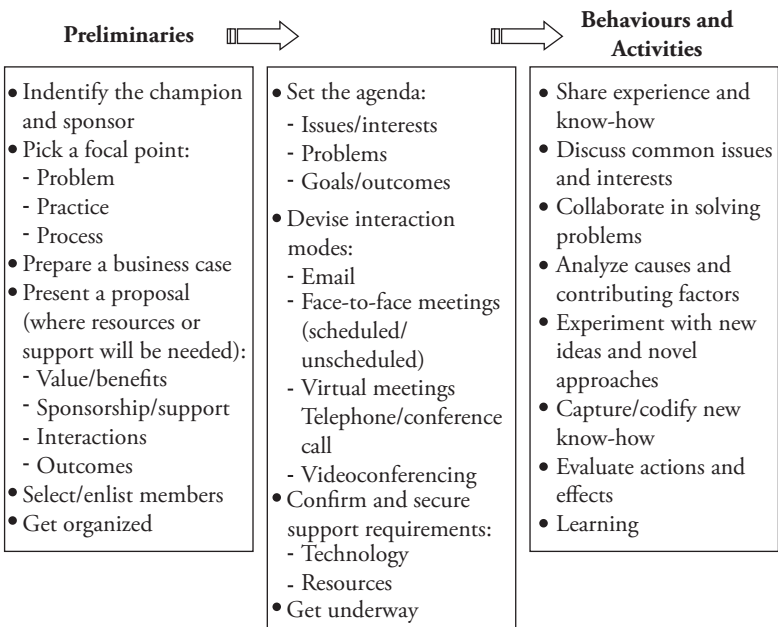 Preliminaries
Behaviours and
Activities
• Indentify the champion
and sponsor
• Pick a focal point:
- Problem
- Practice
- Process
• Prepare a business case
• Present a proposal
(where resources or
support will be needed):
- Value/benefits
- Sponsorship/support
- Interactions
- Outcomes
• Select/enlist members
• Get organized
• Set the agenda:
- Issues/interests
- Problems
- Goals/outcomes
• Devise interaction
modes:
- Email
- Face-to-face meetings
(scheduled/
unscheduled)
- Virtual meetings
Telephone/conference
call
- Videoconferencing
• Confirm and secure
support requirements:
- Technology
- Resources
• Get underway
• Share experience and
know-how
• Discuss common issues
and interests
• Collaborate in solving
problems
• Analyze causes and
contributing factors
• Experiment with new
ideas and novel
approaches
• Capture/codify new
know-how
• Evaluate actions and
effects
• Learning